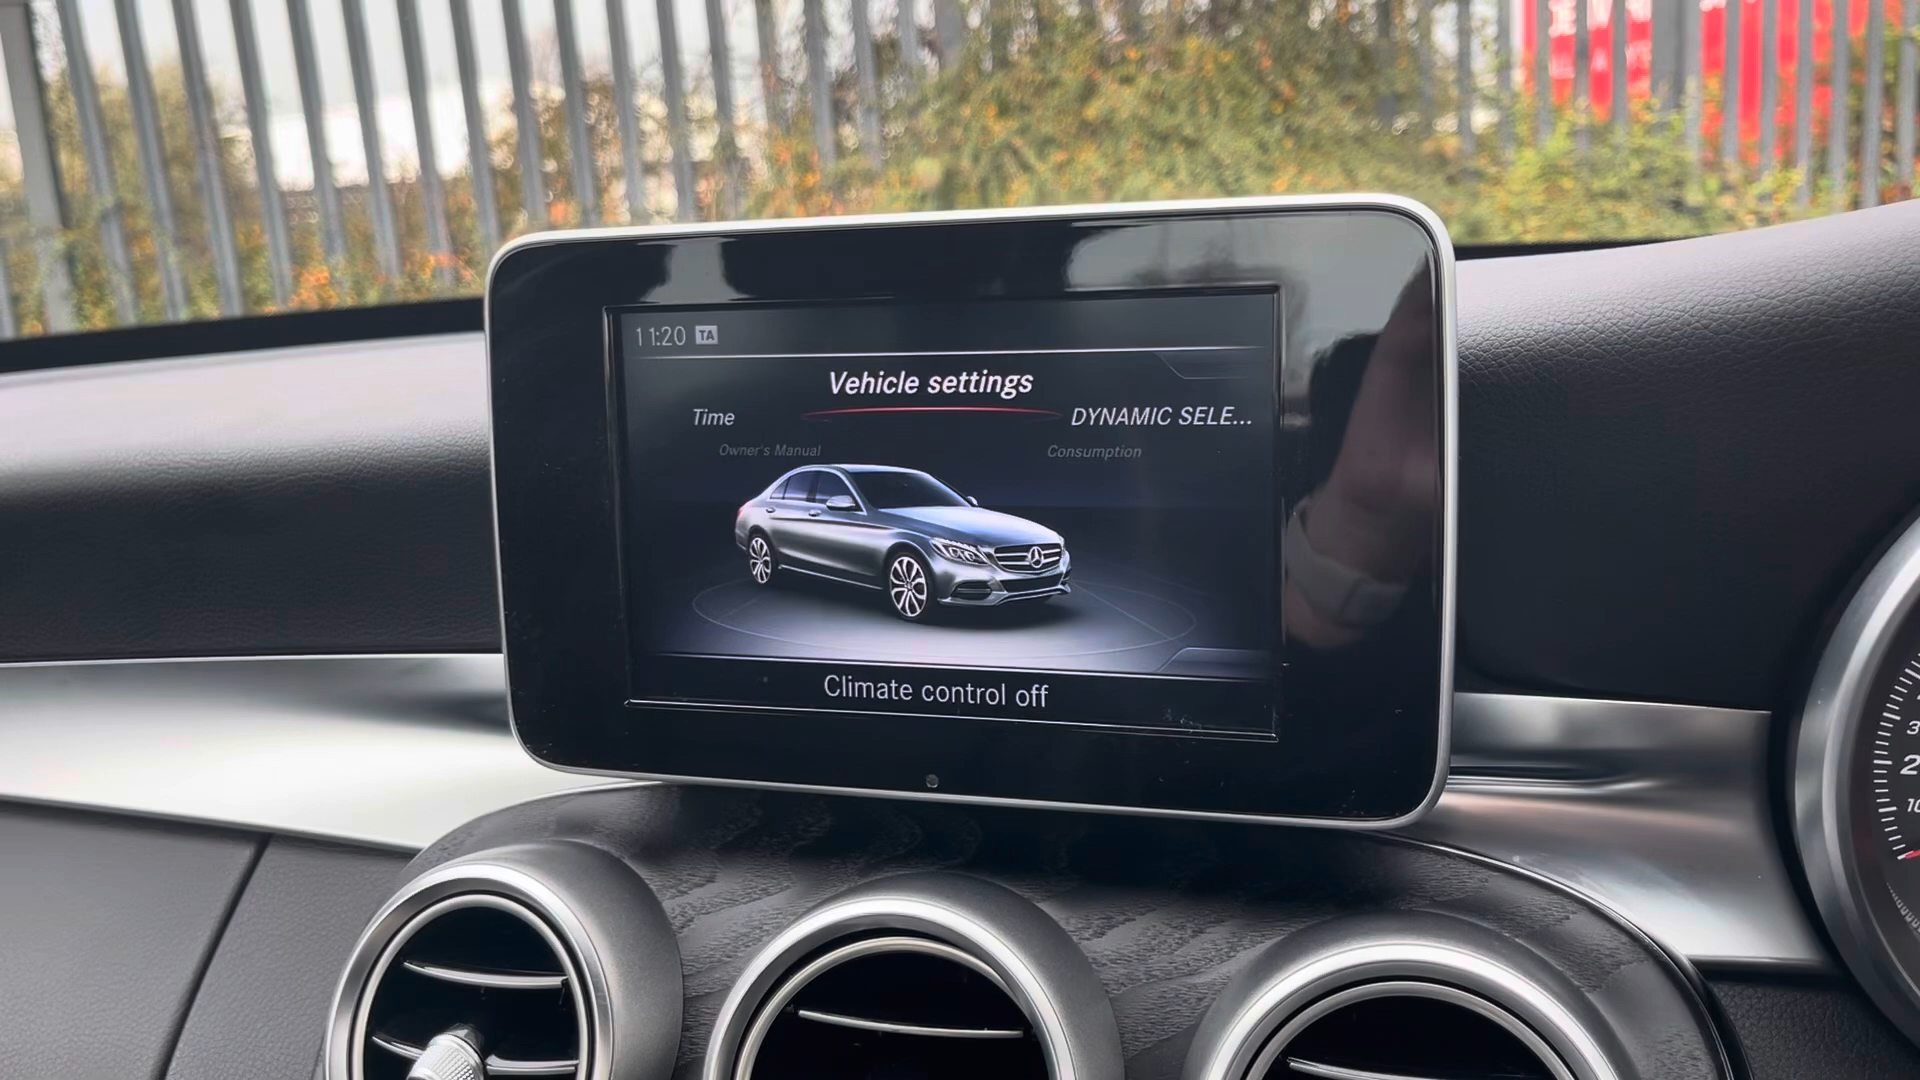 11:20 TA
Vehicle settings
Time
DYNAMIC SELE...
Owner's Manual
Consumption
Climate control off